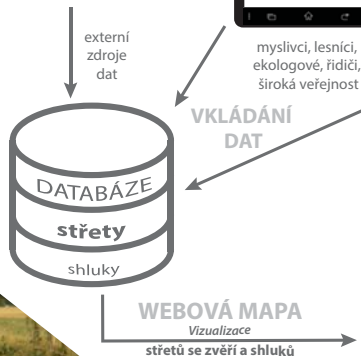 externí
zdroje
dat
myslivci, lesníci,
ekologové, řidiči,
široká veřejnost
VKLÁDÁNÍ
DAT
DATABÁZE
střety
shluky
WEBOVÁ MAPA
Vizualizace
střetů se zvěří a shluků